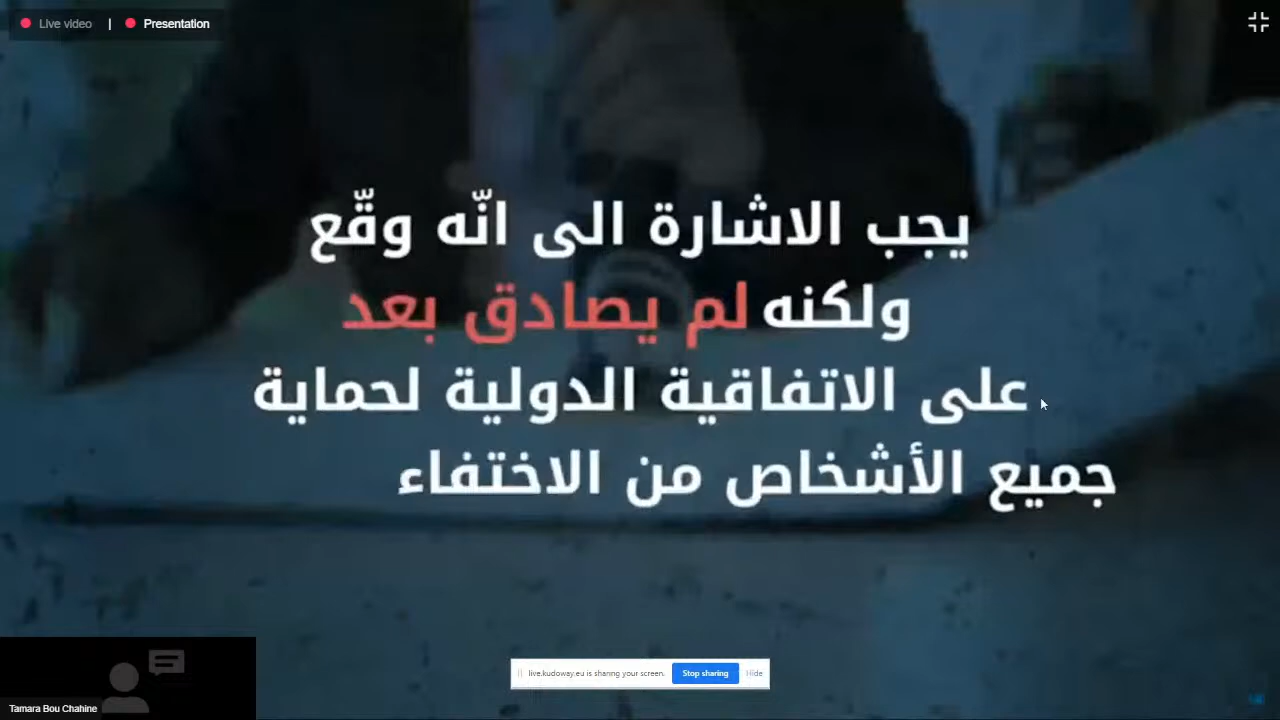 Live video | Presentation
يجب الاشارة الى انّه وقّع
ولكنه لم يصادق بعد
على الاتفاقية الدولية لحماية
جميع الأشخاص من الاختفاء
live.kudoway.eu is sharing your screen. Stop sharing Hide
Tamara Bou Chahine